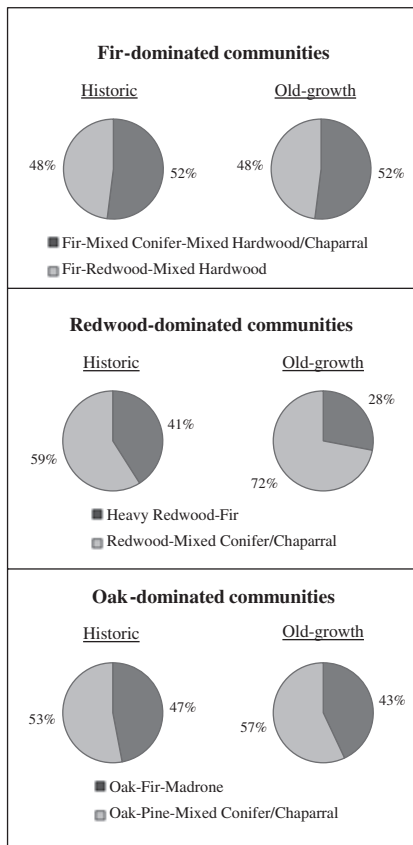 Fir-dominated communities
Historic Old-growth
48% 52% 48% 52%
Fir-Mixed Conifer-Mixed Hardwood/Chaparral
Fir-Redwood-Mixed Hardwood
Redwood-dominated communities
Historic Old-growth
59% 41% 72% 28%
Heavy Redwood-Fir
Redwood-Mixed Conifer/Chaparral
Oak-dominated communities
Historic Old-growth
53% 47% 57% 43%
Oak-Fir-Madrone
Oak-Pine-Mixed Conifer/Chaparral